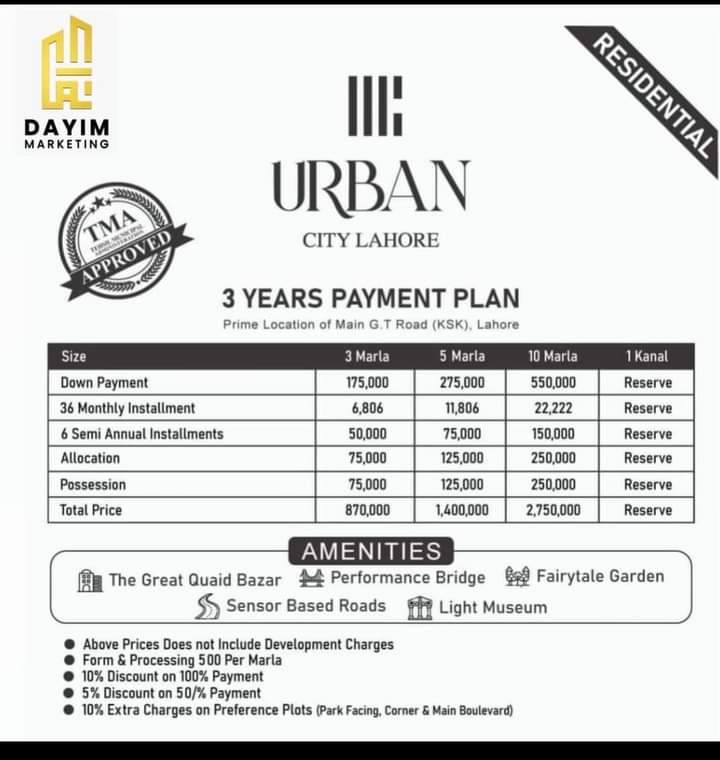 DAYIM
MARKETING
RESIDENTIAL
URBAN
CITY LAHORE
TMA
TEHSIL MUNICIPAL
ADMINISTRATION
APPROVED
3 YEARS PAYMENT PLAN
Prime Location of Main G.T Road (KSK), Lahore
Size 3 Marla 5 Marla 10 Marla 1 Kanal
Down Payment 175,000 275,000 550,000 Reserve
36 Monthly Installment 6,806 11,806 22,222 Reserve
6 Semi Annual Installments 50,000 75,000 150,000 Reserve
Allocation 75,000 125,000 250,000 Reserve
Possession 75,000 125,000 250,000 Reserve
Total Price 870,000 1,400,000 2,750,000 Reserve
AMENITIES
The Great Quaid Bazar Performance Bridge Fairytale Garden
Sensor Based Roads Light Museum
● Above Prices Does not Include Development Charges
● Form & Processing 500 Per Marla
● 10% Discount on 100% Payment
● 5% Discount on 50/% Payment
● 10% Extra Charges on Preference Plots (Park Facing, Corner & Main Boulevard)